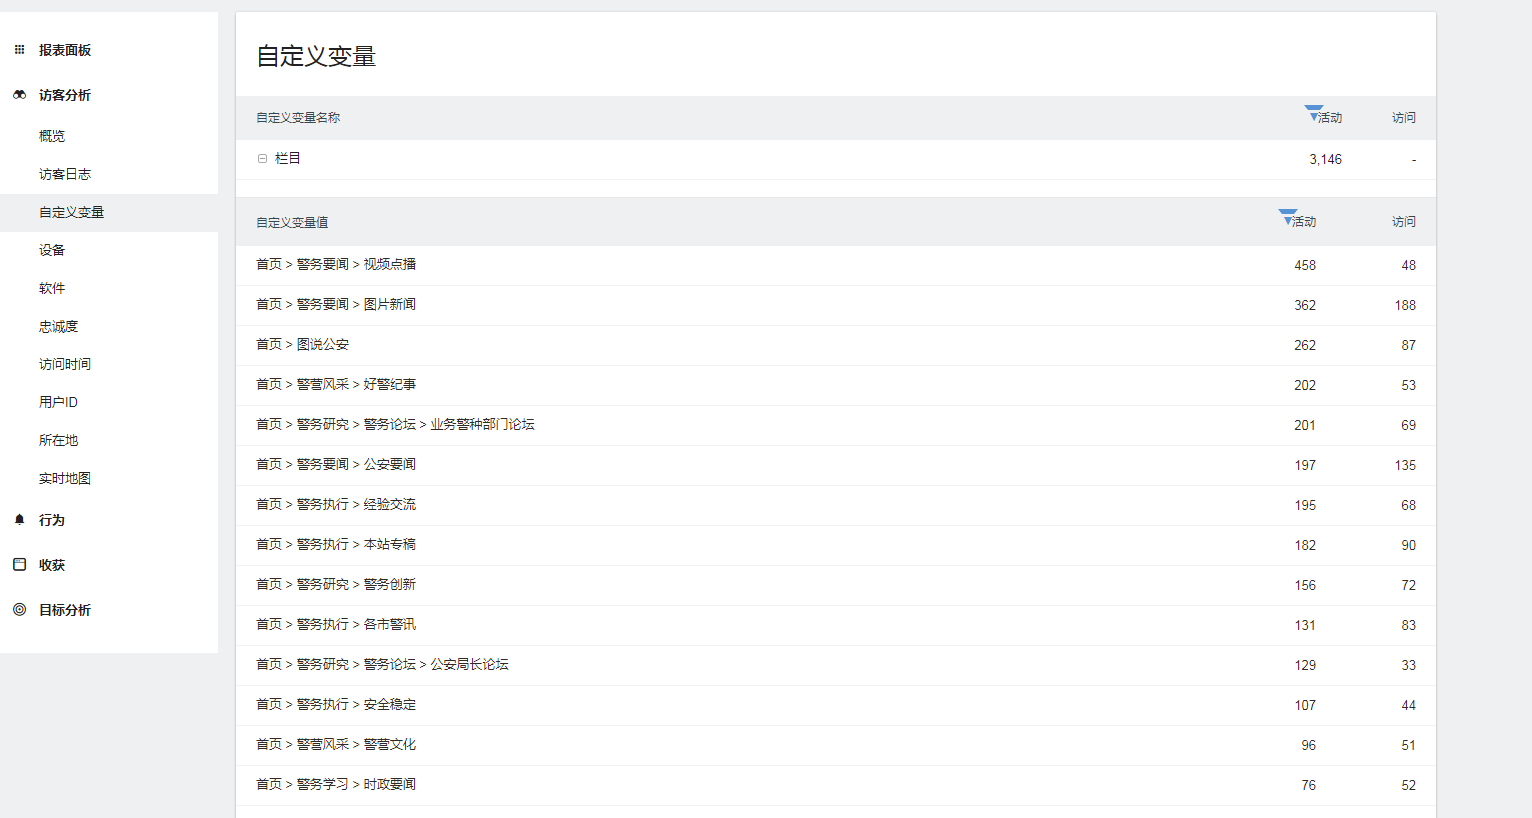 报表面板
访客分析
概览
访客日志
自定义变量
设备
软件
忠诚度
访问时间
用户ID
所在地
实时地图
行为
收获
目标分析
自定义变量
自定义变量名称 活动 访问
栏目 3,146 -
自定义变量值 活动 访问
首页 > 警务要闻 > 视频点播 458 48
首页 > 警务要闻 > 图片新闻 362 188
首页 > 图说公安 262 87
首页 > 警营风采 > 好警纪事 202 53
首页 > 警务研究 > 警务论坛 > 业务警种部门论坛 201 69
首页 > 警务要闻 > 公安要闻 197 135
首页 > 警务执行 > 经验交流 195 68
首页 > 警务执行 > 本站专稿 182 90
首页 > 警务研究 > 警务创新 156 72
首页 > 警务执行 > 各市警讯 131 83
首页 > 警务研究 > 警务论坛 > 公安局长论坛 129 33
首页 > 警务执行 > 安全稳定 107 44
首页 > 警营风采 > 警营文化 96 51
首页 > 警务学习 > 时政要闻 76 52